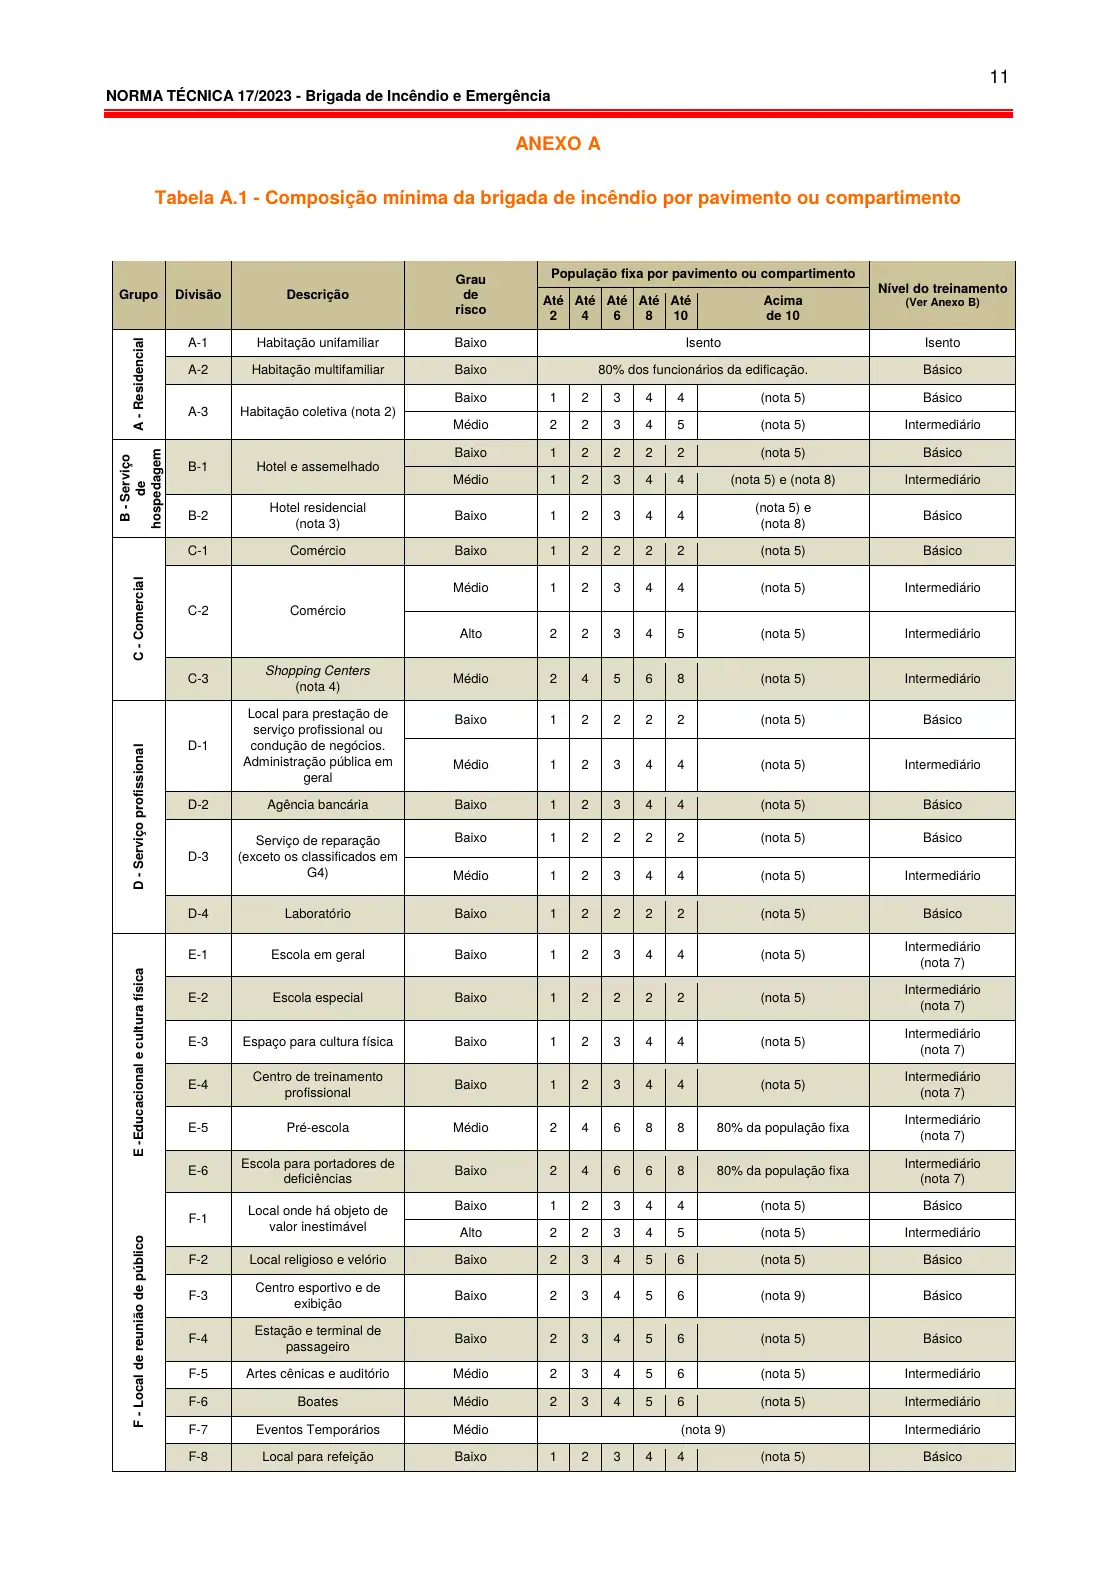 11
NORMA TÉCNICA 17/2023 - Brigada de Incêndio e Emergência
ANEXO A
Tabela A.1 - Composição mínima da brigada de incêndio por pavimento ou compartimento
Grupo Divisão Descrição Grau de risco População fixa por pavimento ou compartimento Nível do treinamento (Ver Anexo B)
Até 2 Até 4 Até 6 Até 8 Até 10 Acima de 10
A - Residencial
A-1 Habitação unifamiliar Baixo Isento Isento
A-2 Habitação multifamiliar Baixo 80% dos funcionários da edificação. Básico
A-3 Habitação coletiva (nota 2) Baixo 1 2 3 4 4 (nota 5) Básico
Médio 2 2 3 4 5 (nota 5) Intermediário
B - Serviço de hospedagem
B-1 Hotel e assemelhado Baixo 1 2 2 2 2 (nota 5) Básico
Médio 1 2 3 4 4 (nota 5) e (nota 8) Intermediário
B-2 Hotel residencial (nota 3) Baixo 1 2 3 4 4 (nota 5) e (nota 8) Básico
C - Comercial
C-1 Comércio Baixo 1 2 2 2 2 (nota 5) Básico
C-2 Comércio Médio 1 2 3 4 4 (nota 5) Intermediário
Alto 2 2 3 4 5 (nota 5) Intermediário
C-3 Shopping Centers (nota 4) Médio 2 4 5 6 8 (nota 5) Intermediário
D - Serviço profissional
D-1 Local para prestação de serviço profissional ou condução de negócios. Administração pública em geral Baixo 1 2 2 2 2 (nota 5) Básico
Médio 1 2 3 4 4 (nota 5) Intermediário
D-2 Agência bancária Baixo 1 2 3 4 4 (nota 5) Básico
D-3 Serviço de reparação (exceto os classificados em G4) Baixo 1 2 2 2 2 (nota 5) Básico
Médio 1 2 3 4 4 (nota 5) Intermediário
D-4 Laboratório Baixo 1 2 2 2 2 (nota 5) Básico
E -Educacional e cultura física
E-1 Escola em geral Baixo 1 2 3 4 4 (nota 5) Intermediário (nota 7)
E-2 Escola especial Baixo 1 2 2 2 2 (nota 5) Intermediário (nota 7)
E-3 Espaço para cultura física Baixo 1 2 3 4 4 (nota 5) Intermediário (nota 7)
E-4 Centro de treinamento profissional Baixo 1 2 3 4 4 (nota 5) Intermediário (nota 7)
E-5 Pré-escola Médio 2 4 6 8 8 80% da população fixa Intermediário (nota 7)
E-6 Escola para portadores de deficiências Baixo 2 4 6 6 8 80% da população fixa Intermediário (nota 7)
F - Local de reunião de público
F-1 Local onde há objeto de valor inestimável Baixo 1 2 3 4 4 (nota 5) Básico
Alto 2 2 3 4 5 (nota 5) Intermediário
F-2 Local religioso e velório Baixo 2 3 4 5 6 (nota 5) Básico
F-3 Centro esportivo e de exibição Baixo 2 3 4 5 6 (nota 9) Básico
F-4 Estação e terminal de passageiro Baixo 2 3 4 5 6 (nota 5) Básico
F-5 Artes cênicas e auditório Médio 2 3 4 5 6 (nota 5) Intermediário
F-6 Boates Médio 2 3 4 5 6 (nota 5) Intermediário
F-7 Eventos Temporários Médio (nota 9) Intermediário
F-8 Local para refeição Baixo 1 2 3 4 4 (nota 5) Básico